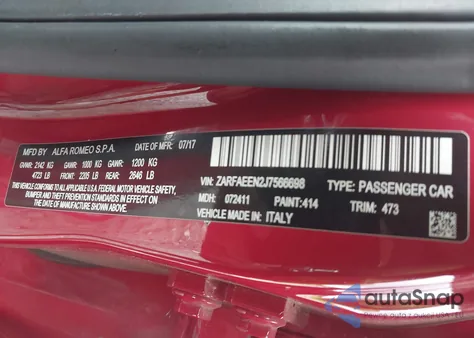 MFD BY ALFA ROMEO S.P.A. DATE OF MFR: 07/17
GVWR: 2142 KG GAWR: 1000 KG GAWR: 1200 KG
4723 LB FRONT: 2205 LB REAR: 2646 LB
THIS VEHICLE CONFORMS TO ALL APPLICABLE
FEDERAL MOTOR VEHICLE SAFETY,
BUMPER AND THEFT PREVENTION STANDARDS
IN EFFECT ON THE DATE OF MFR. SHOWN ABOVE.
VIN: ZARFAEEN2J7566698 TYPE: PASSENGER CAR
MDH: 072411 PAINT: 414 TRIM: 473
VEHICLE MADE IN: ITALY
autoSnap